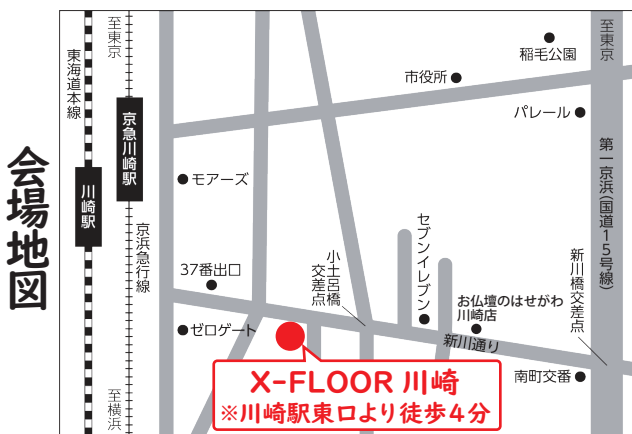 会場地図
至東京
東海道本線
京急川崎駅
川崎駅
京浜急行線
至横浜
モアーズ
37番出口
ゼロゲート
小土呂橋
交差点
市役所
稲毛公園
パレール
至東京
第一京浜(国道15号線)
セブンイレブン
お仏壇のはせがわ
川崎店
新川橋交差点
新川通り
南町交番
X-FLOOR 川崎
※川崎駅東口より徒歩4分